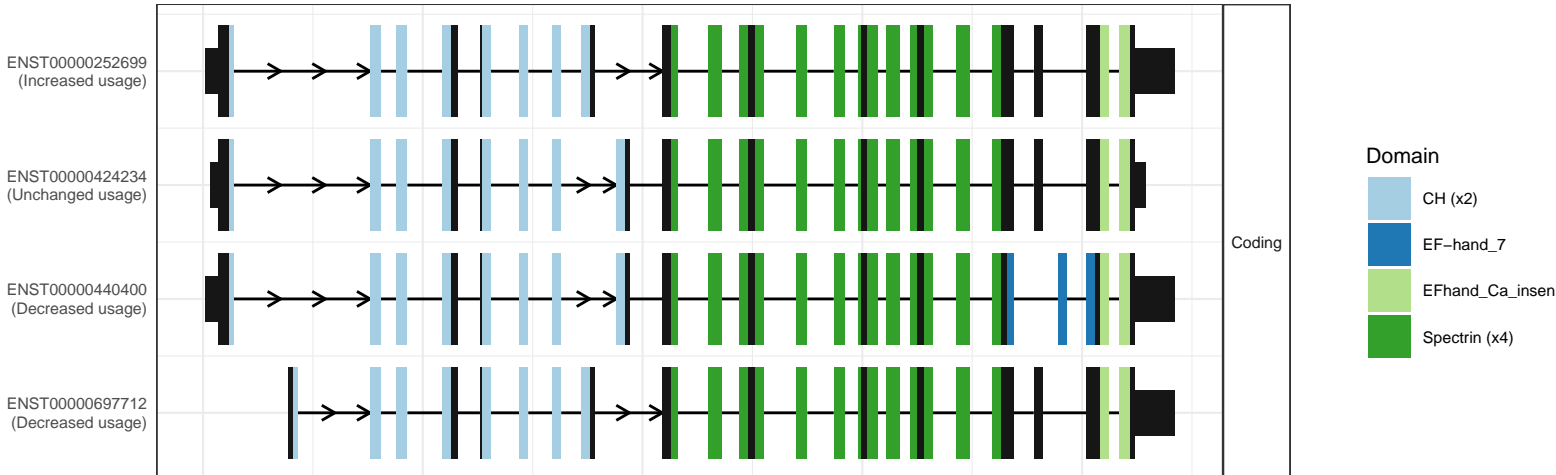 ENST00000252699
(Increased usage)
ENST00000424234
(Unchanged usage)
ENST00000440400
(Decreased usage)
ENST00000697712
(Decreased usage)
Coding
Domain
CH (x2)
EF−hand_7
EFhand_Ca_insen
Spectrin (x4)